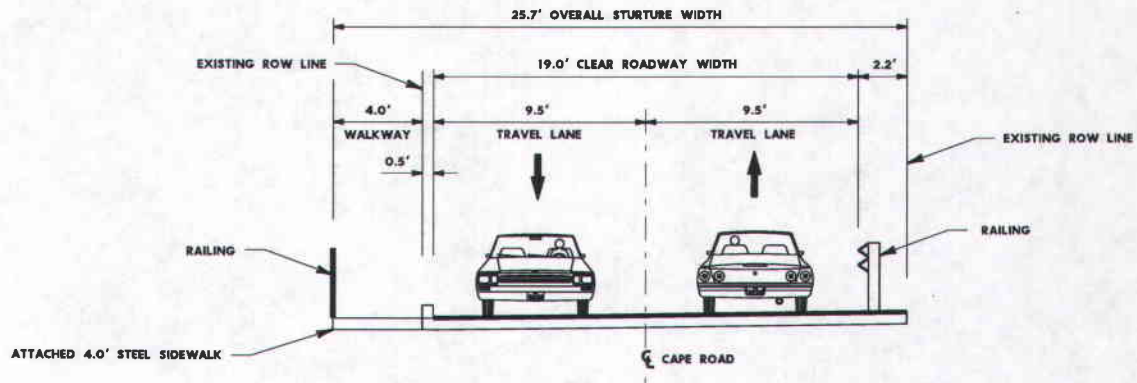 25.7' OVERALL STURTURE WIDTH
EXISTING ROW LINE
19.0' CLEAR ROADWAY WIDTH
2.2'
4.0'
9.5'
9.5'
WALKWAY
TRAVEL LANE
TRAVEL LANE
EXISTING ROW LINE
0.5'
RAILING
RAILING
ATTACHED 4.0' STEEL SIDEWALK
℄ CAPE ROAD